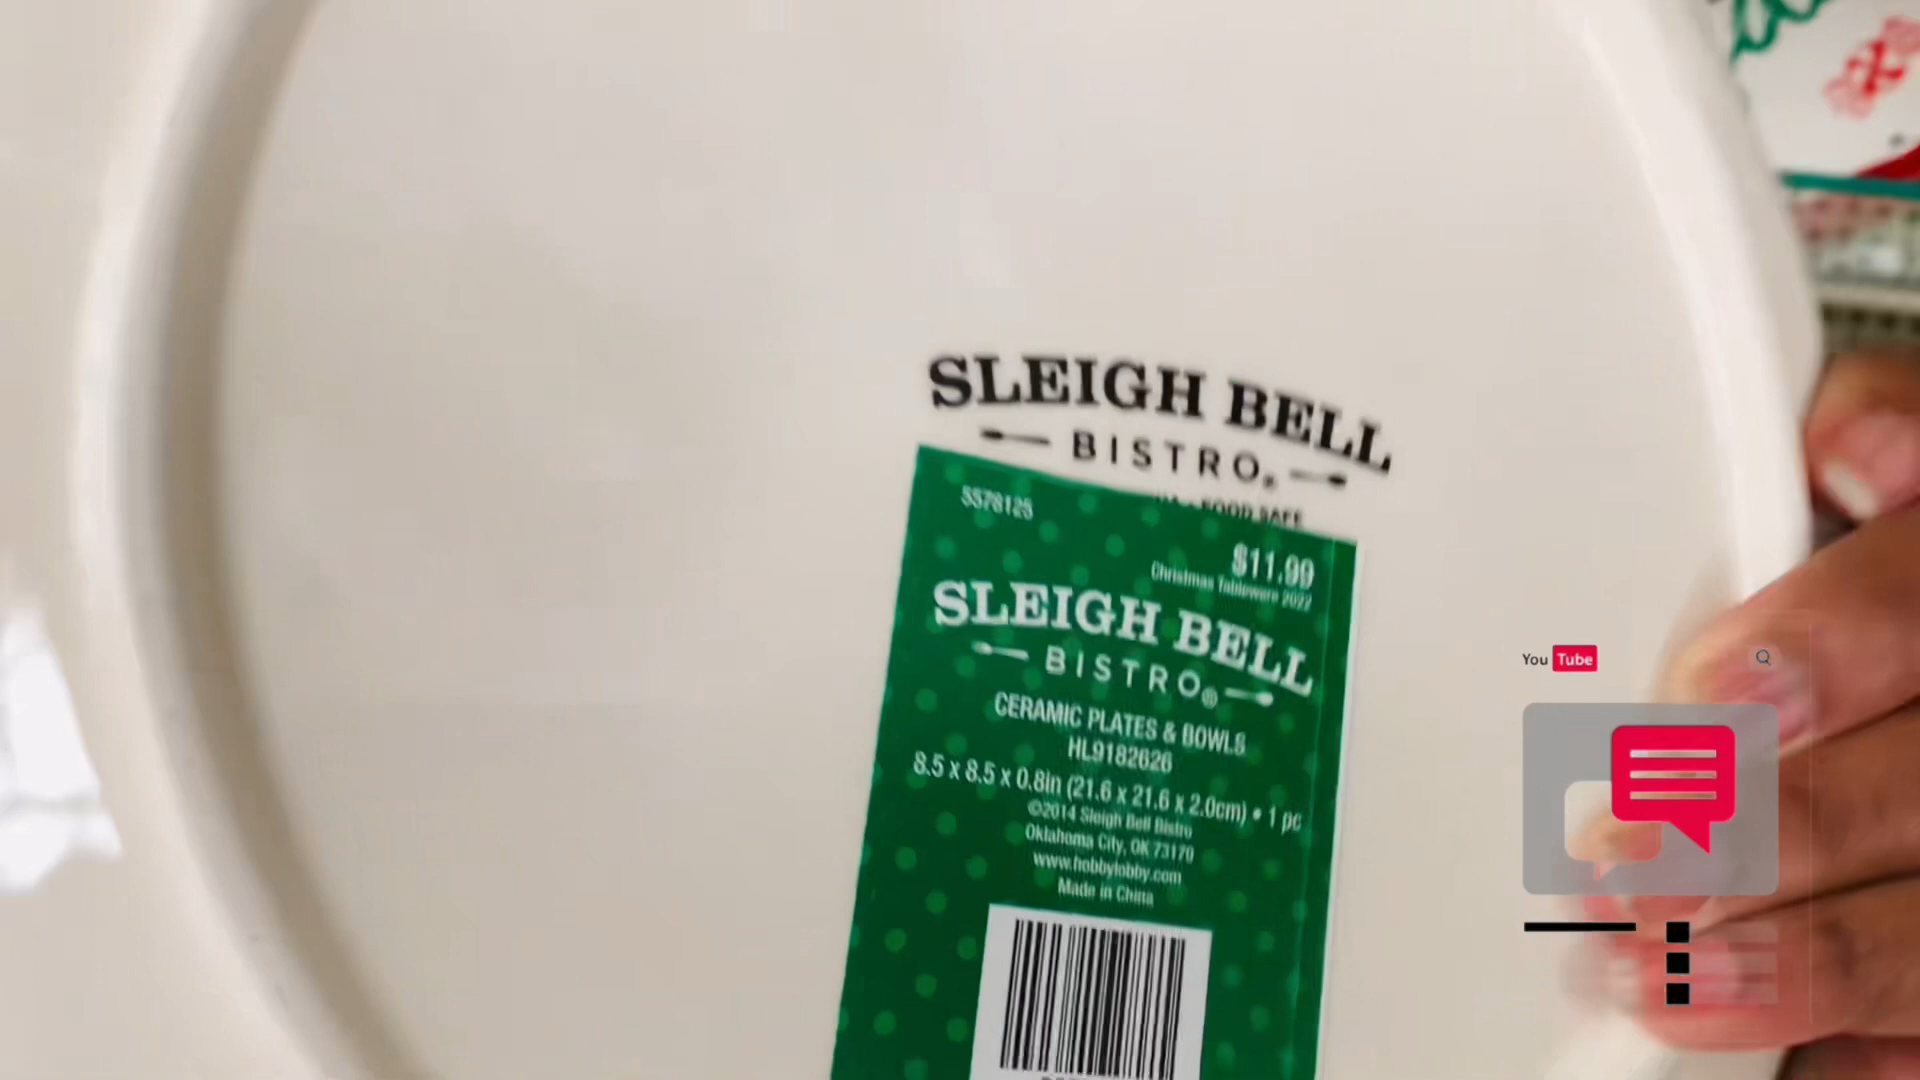 SLEIGH BELL
BISTRO®
FOOD SAFE
5578125
$11.99
Christmas Tableware 2022
SLEIGH BELL
BISTRO®
CERAMIC PLATES & BOWLS
HL9182626
8.5 x 8.5 x 0.8in (21.6 x 21.6 x 2.0cm) • 1 pc
©2014 Sleigh Bell Bistro
Oklahoma City, OK 73179
www.hobbylobby.com
Made in China
You Tube